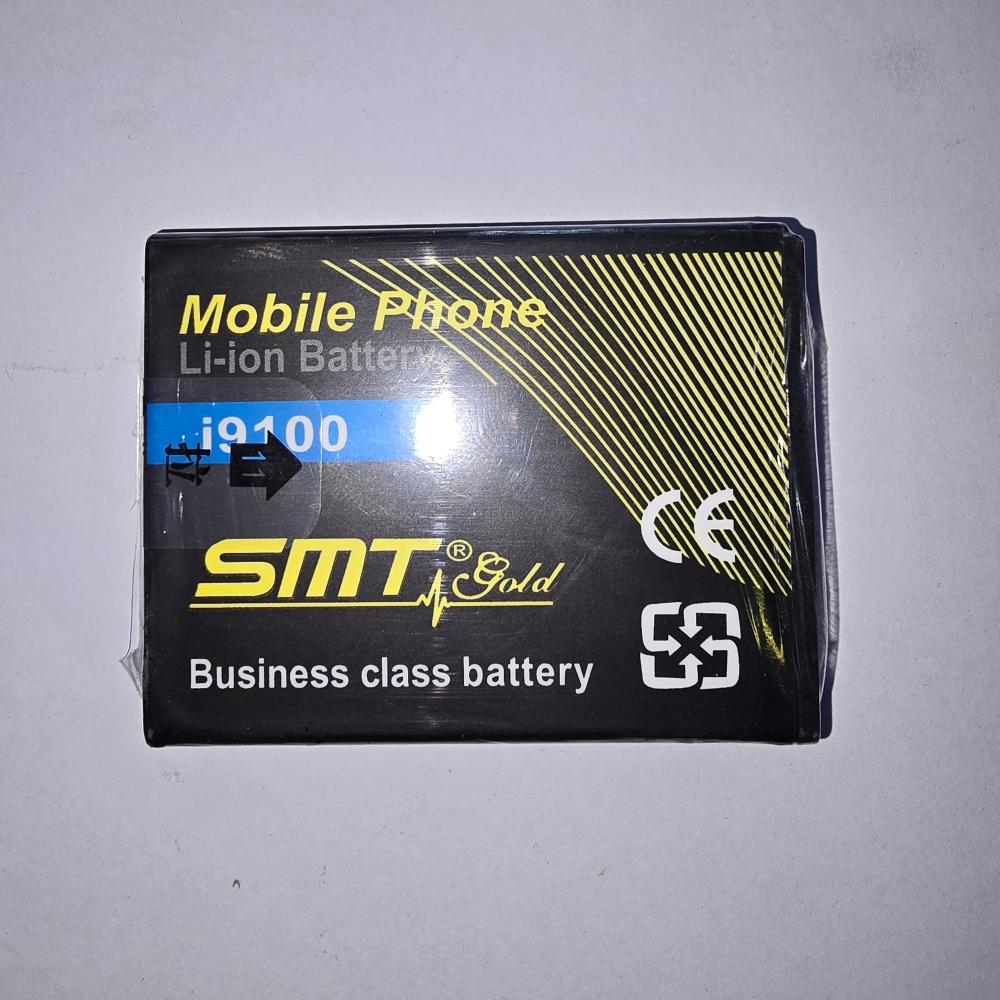 Mobile Phone
Li-ion Battery
i9100
拉
SMT® Gold
CE
Business class battery